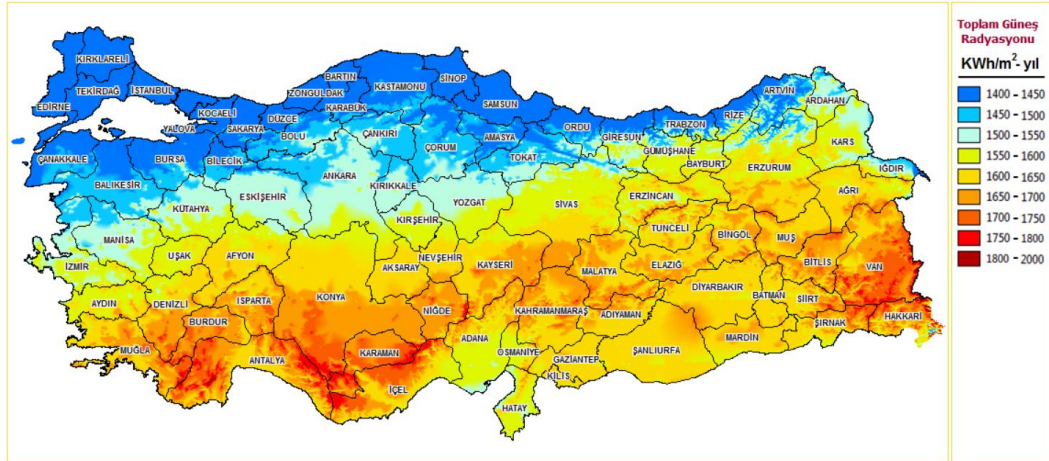 Toplam Güneş
Radyasyonu
KWh/m²- yıl
1400 - 1450
1450 - 1500
1500 - 1550
1550 - 1600
1600 - 1650
1650 - 1700
1700 - 1750
1750 - 1800
1800 - 2000
KIRKLARELİ
TEKİRDAĞ
İSTANBUL
EDİRNE
KOCAELİ
YALOVA
SAKARYA
DÜZCE
ZONGULDAK
BARTIN
KARABÜK
KASTAMONU
SİNOP
SAMSUN
BOLU
ÇANKIRI
ÇORUM
AMASYA
TOKAT
ORDU
GİRESUN
TRABZON
RİZE
ARTVİN
ARDAHAN
KARS
GÜMÜŞHANE
BAYBURT
ERZURUM
IĞDIR
AĞRI
ÇANAKKALE
BURSA
BİLECİK
BALIKESİR
KÜTAHYA
ESKİŞEHİR
ANKARA
KIRIKKALE
YOZGAT
SİVAS
ERZİNCAN
TUNCELİ
BİNGÖL
MUŞ
BİTLİS
VAN
MANİSA
İZMİR
UŞAK
AFYON
KIRŞEHİR
NEVŞEHİR
AKSARAY
KAYSERİ
MALATYA
ELAZIĞ
DİYARBAKIR
BATMAN
SİİRT
ŞIRNAK
HAKKARİ
AYDIN
DENİZLİ
ISPARTA
BURDUR
KONYA
NİĞDE
KAHRAMANMARAŞ
ADIYAMAN
MARDİN
ŞANLIURFA
GAZİANTEP
KİLİS
OSMANİYE
ADANA
MUĞLA
ANTALYA
KARAMAN
İÇEL
HATAY